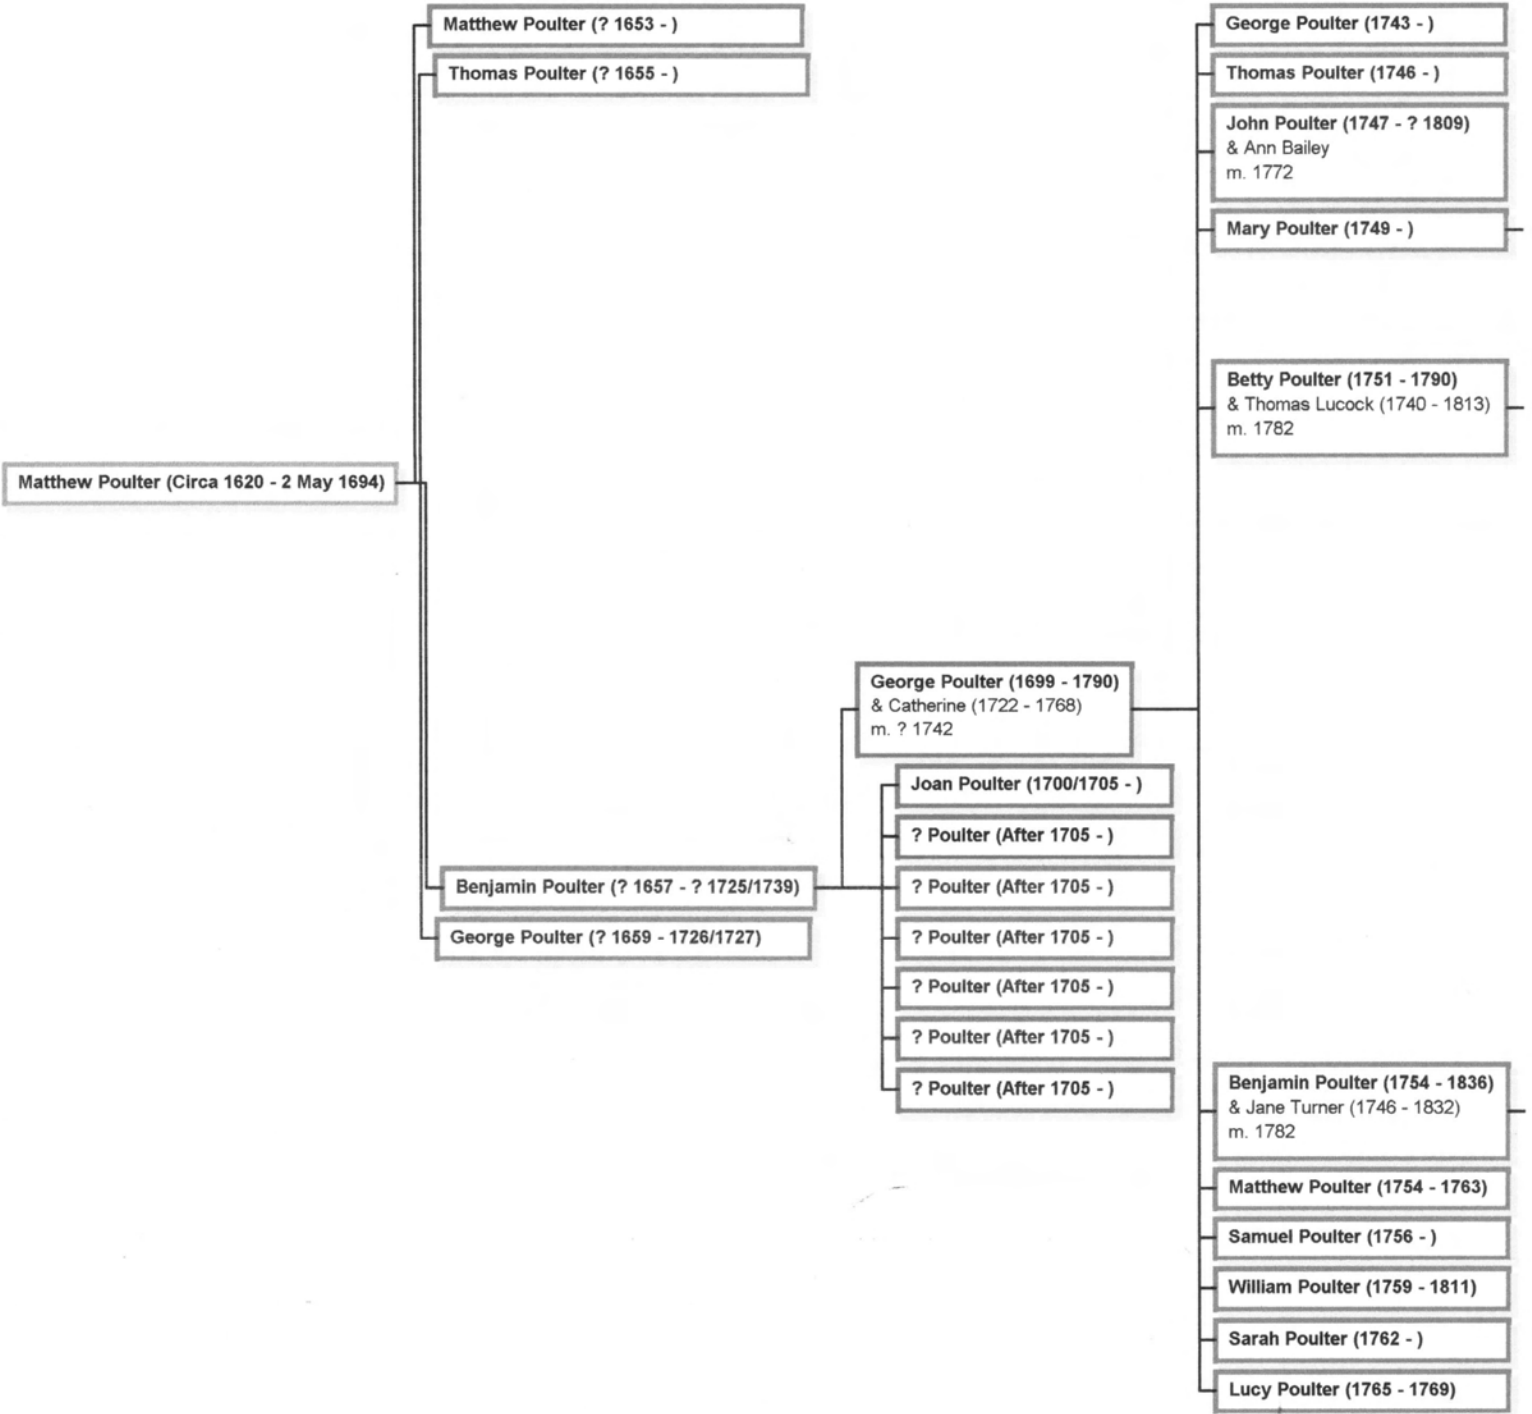 Matthew Poulter (Circa 1620 - 2 May 1694)
Matthew Poulter (? 1653 - )
Thomas Poulter (? 1655 - )
Benjamin Poulter (? 1657 - ? 1725/1739)
George Poulter (? 1659 - 1726/1727)
George Poulter (1699 - 1790)
& Catherine (1722 - 1768)
m. ? 1742
Joan Poulter (1700/1705 - )
? Poulter (After 1705 - )
? Poulter (After 1705 - )
? Poulter (After 1705 - )
? Poulter (After 1705 - )
? Poulter (After 1705 - )
? Poulter (After 1705 - )
George Poulter (1743 - )
Thomas Poulter (1746 - )
John Poulter (1747 - ? 1809)
& Ann Bailey
m. 1772
Mary Poulter (1749 - )
Betty Poulter (1751 - 1790)
& Thomas Lucock (1740 - 1813)
m. 1782
Benjamin Poulter (1754 - 1836)
& Jane Turner (1746 - 1832)
m. 1782
Matthew Poulter (1754 - 1763)
Samuel Poulter (1756 - )
William Poulter (1759 - 1811)
Sarah Poulter (1762 - )
Lucy Poulter (1765 - 1769)